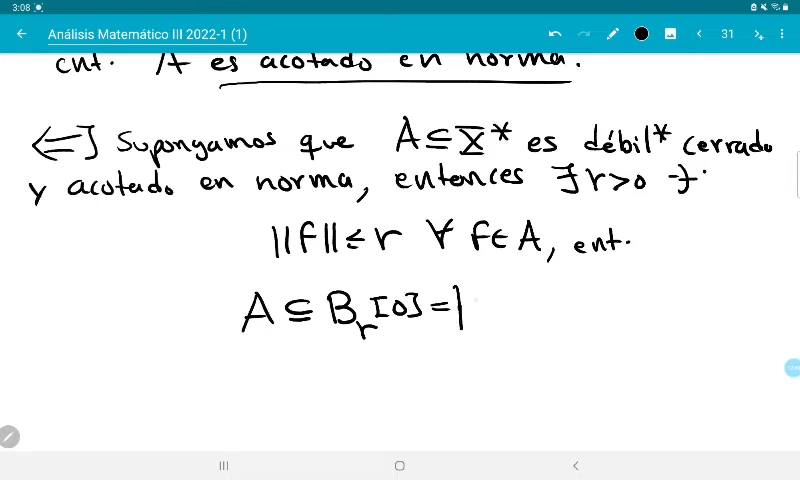 3:08
Análisis Matemático III 2022-1 (1)
31
ent. A es acotado en norma.
⇐] Supongamos que A ⊆ X* es débil* cerrado
y acotado en norma, entonces ∃ r>0 ∋·
||f|| ≤ r ∀ f∈A, ent.
A ⊆ B_r[0] = |